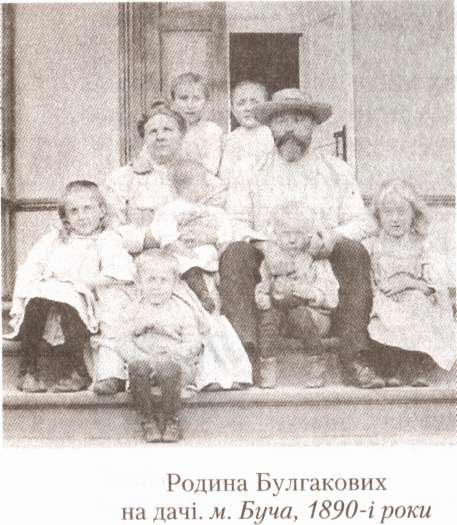 Родина Булгакових
на дачі. м. Буча, 1890-і роки